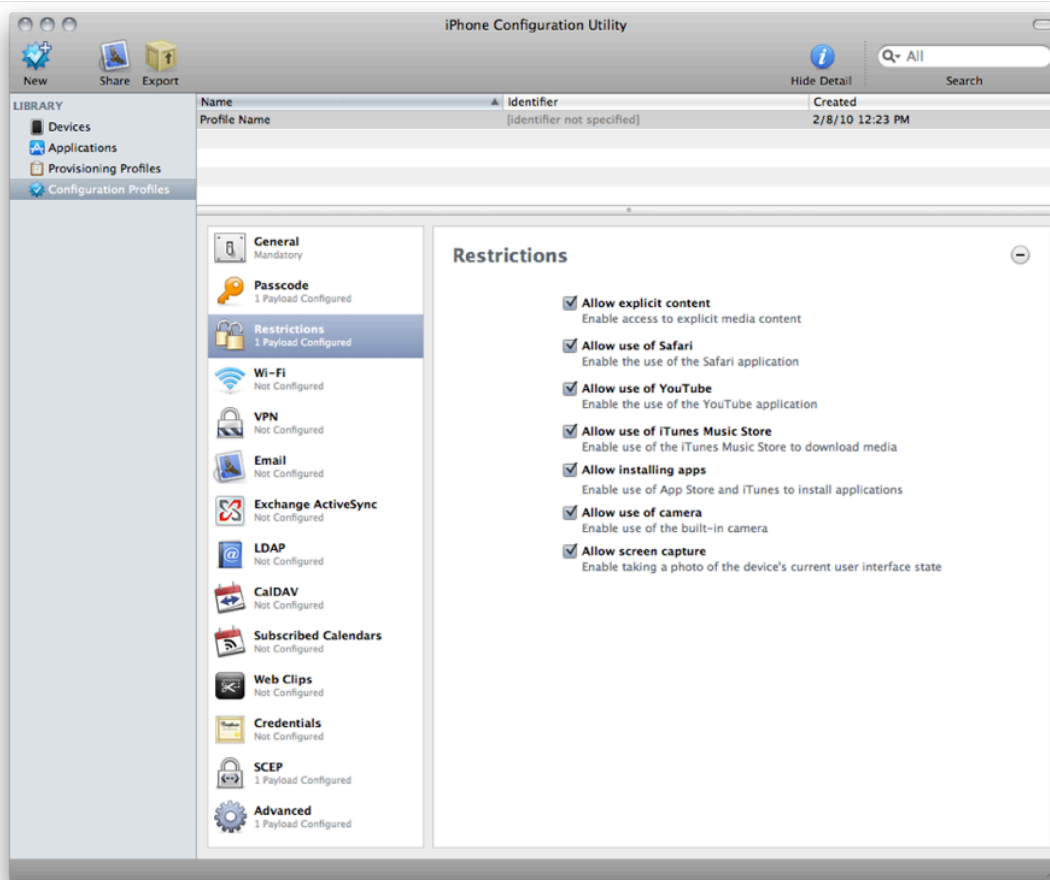 iPhone Configuration Utility
New
Share
Export
Hide Detail
All
Search
LIBRARY
Devices
Applications
Provisioning Profiles
Configuration Profiles
Name
Identifier
Created
Profile Name
[identifier not specified]
2/8/10 12:23 PM
General
Mandatory
Passcode
1 Payload Configured
Restrictions
1 Payload Configured
Wi-Fi
Not Configured
VPN
Not Configured
Email
Not Configured
Exchange ActiveSync
Not Configured
LDAP
Not Configured
CalDAV
Not Configured
Subscribed Calendars
Not Configured
Web Clips
Not Configured
Credentials
Not Configured
SCEP
1 Payload Configured
Advanced
1 Payload Configured
Restrictions
Allow explicit content
Enable access to explicit media content
Allow use of Safari
Enable the use of the Safari application
Allow use of YouTube
Enable the use of the YouTube application
Allow use of iTunes Music Store
Enable use of the iTunes Music Store to download media
Allow installing apps
Enable use of App Store and iTunes to install applications
Allow use of camera
Enable use of the built-in camera
Allow screen capture
Enable taking a photo of the device's current user interface state